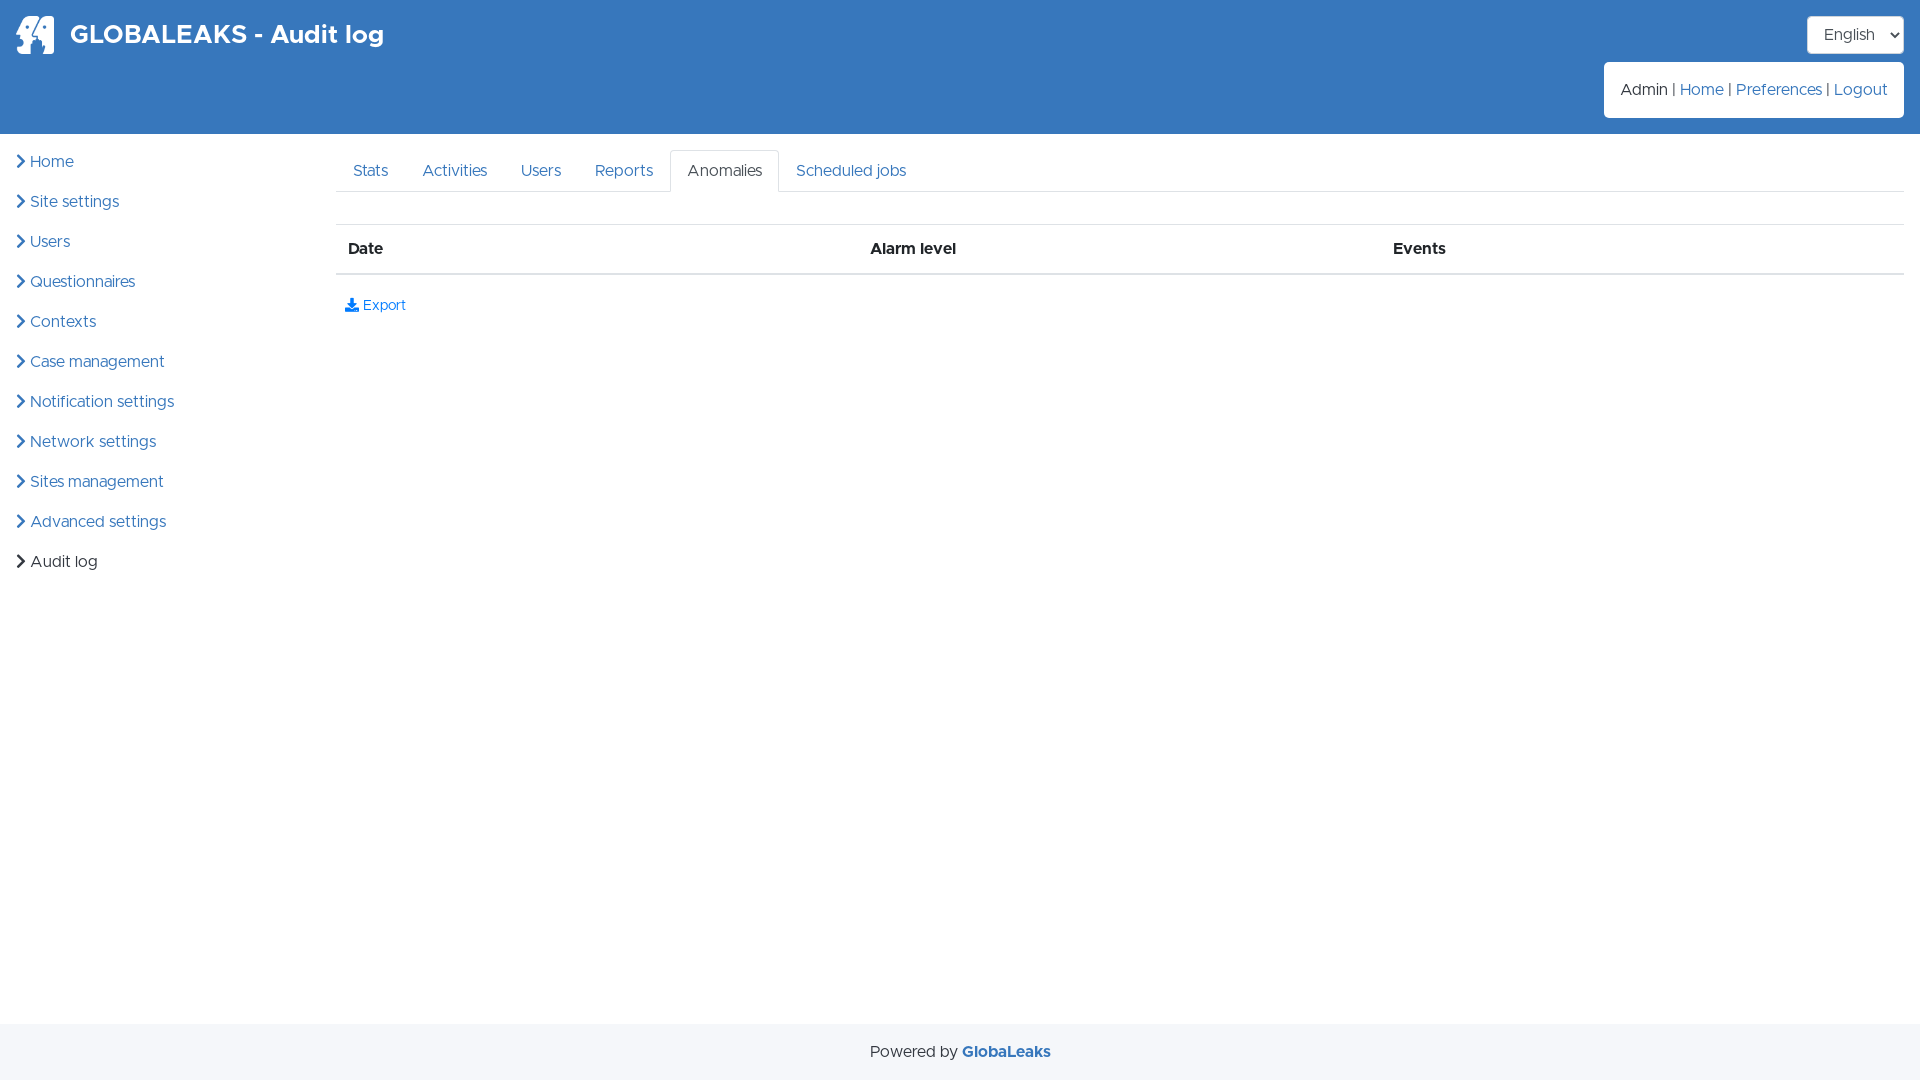 GLOBALEAKS - Audit log
English
Admin | Home | Preferences | Logout
Home
Site settings
Users
Questionnaires
Contexts
Case management
Notification settings
Network settings
Sites management
Advanced settings
Audit log
Stats Activities Users Reports Anomalies Scheduled jobs
Date Alarm level Events
Export
Powered by GlobaLeaks